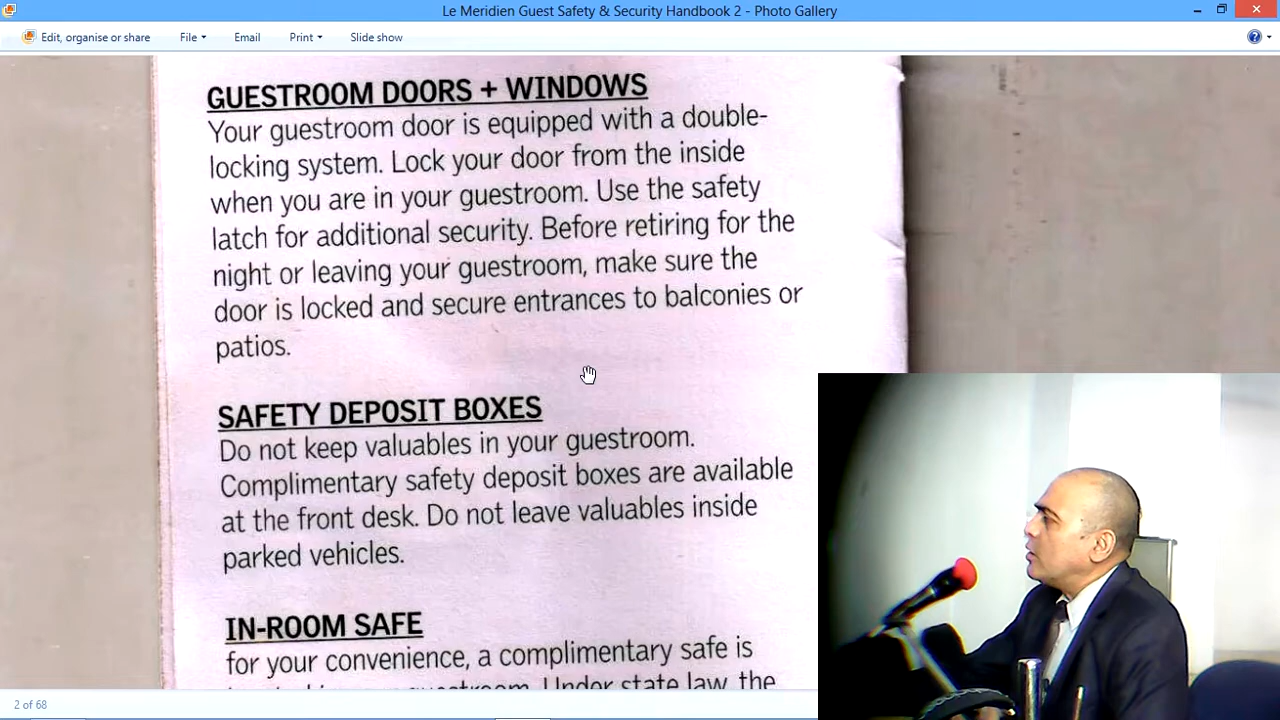 Le Meridien Guest Safety & Security Handbook 2 - Photo Gallery
Edit, organise or share File Email Print Slide show
GUESTROOM DOORS + WINDOWS
Your guestroom door is equipped with a double-
locking system. Lock your door from the inside
when you are in your guestroom. Use the safety
latch for additional security. Before retiring for the
night or leaving your guestroom, make sure the
door is locked and secure entrances to balconies or
patios.
SAFETY DEPOSIT BOXES
Do not keep valuables in your guestroom.
Complimentary safety deposit boxes are available
at the front desk. Do not leave valuables inside
parked vehicles.
IN-ROOM SAFE
for your convenience, a complimentary safe is
guestroom. Under state law, the
2 of 68